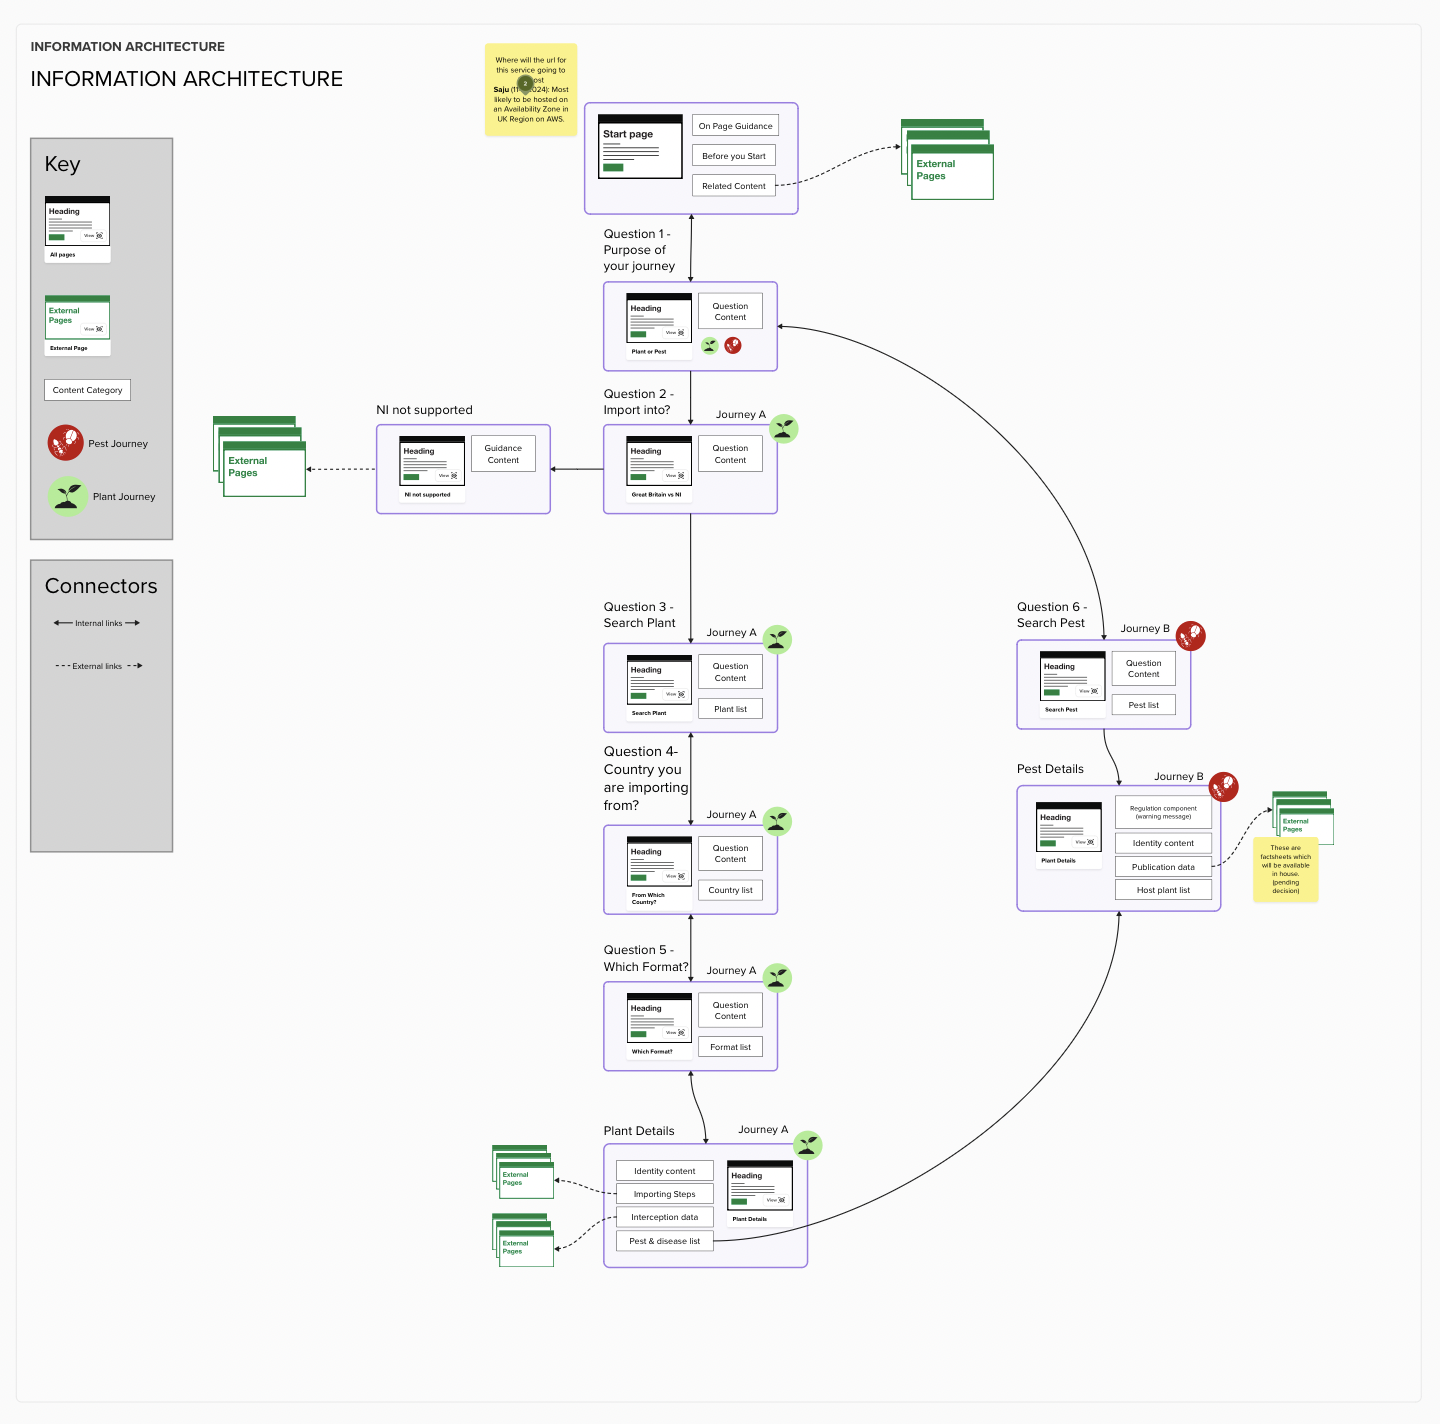 INFORMATION ARCHITECTURE
INFORMATION ARCHITECTURE
Where will the url for
this service going to
ost
2
Saju (11 2024): Most
likely to be hosted on
an Availability Zone in
UK Region on AWS.
Start page
On Page Guidance
Before you Start
Related Content
External
Pages
Key
Heading
View
All pages
External
Pages
View
External Page
Content Category
Pest Journey
Plant Journey
Connectors
Internal links
External links
Question 1 -
Purpose of
your journey
Heading
View
Plant or Pest
Question
Content
Question 2 -
Import into?
Journey A
Heading
View
Great Britain vs NI
Question
Content
NI not supported
Heading
View
NI not supported
Guidance
Content
External
Pages
Question 3 -
Search Plant
Journey A
Heading
View
Search Plant
Question
Content
Plant list
Question 4-
Country you
are importing
from?
Journey A
Heading
View
From Which
Country?
Question
Content
Country list
Question 5 -
Which Format?
Journey A
Heading
View
Which Format?
Question
Content
Format list
Plant Details
Journey A
Identity content
Importing Steps
Interception data
Pest & disease list
Heading
View
Plant Details
External
Pages
External
Pages
Question 6 -
Search Pest
Journey B
Heading
View
Search Pest
Question
Content
Pest list
Pest Details
Journey B
Heading
View
Plant Details
Regulation component
(warning message)
Identity content
Publication data
Host plant list
External
Pages
These are
factsheets which
will be available
in house.
(pending
decision)